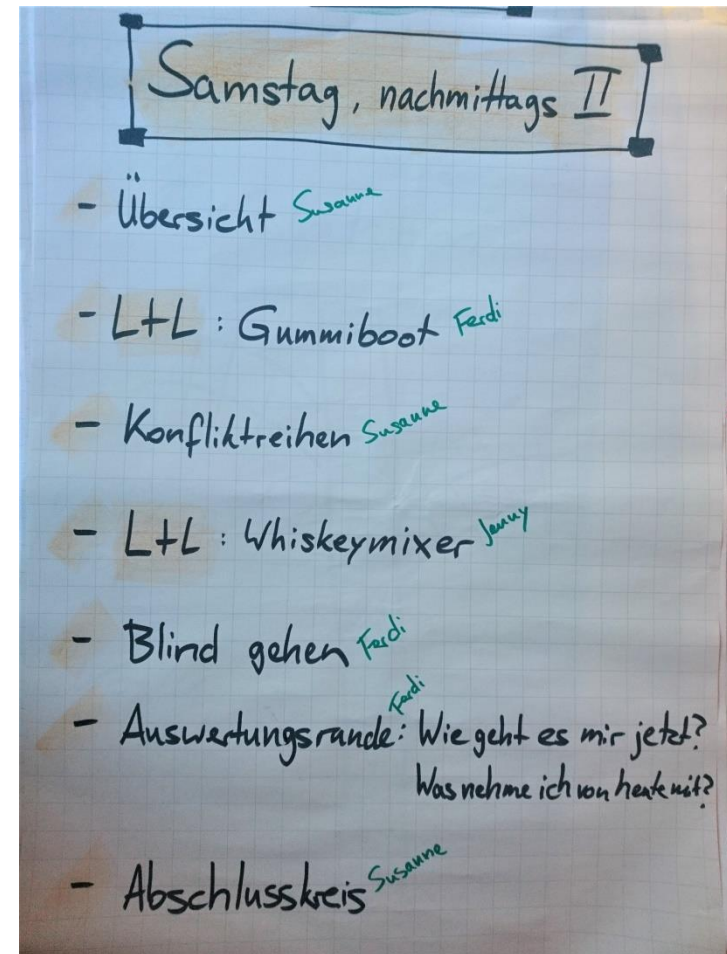 Samstag, nachmittags II
- Übersicht Susanne
- L+L : Gummiboot Ferdi
- Konfliktreihen Susanne
- L+L : Whiskeymixer Jenny
- Blind gehen Ferdi
- Auswertungsrunde: Ferdi Wie geht es mir jetzt?
Was nehme ich von heute mit?
- Abschlusskreis Susanne